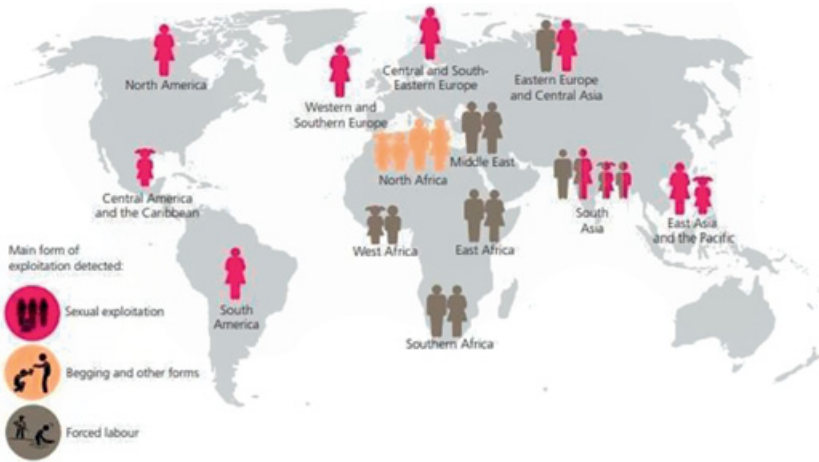 North America
Central and South-
Eastern Europe
Eastern Europe
and Central Asia
Western and
Southern Europe
Middle East
North Africa
Central America
and the Caribbean
South
Asia
East Asia
and the Pacific
West Africa
East Africa
Main form of
exploitation detected:
Sexual exploitation
South
America
Southern Africa
Begging and other forms
Forced labour